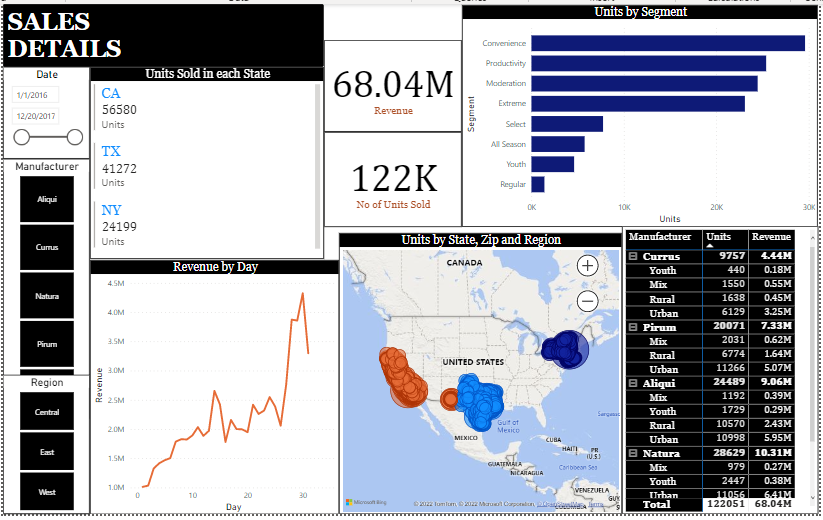 SALES
DETAILS
Date
1/1/2016
12/20/2017
Manufacturer
Aliqui
Currus
Natura
Pirum
Region
Central
East
West
Units Sold in each State
CA
56580
Units
TX
41272
Units
NY
24199
Units
68.04M
Revenue
122K
No of Units Sold
Units by Segment
Segment
Convenience
Productivity
Moderation
Extreme
Select
All Season
Youth
Regular
0K
10K
20K
30K
Units
Revenue by Day
Revenue
4.5M
4.0M
3.5M
3.0M
2.5M
2.0M
1.5M
1.0M
0
10
20
30
Day
Units by State, Zip and Region
CANADA
UNITED STATES
MEXICO
Gulf of
Mexico
CUBA
HAITI
PR
(U.S.)
GUATEMALA
NICARAGUA
Caribbean Sea
VENEZUELA
COLOMBIA
GUY
Sargasso
Microsoft Bing
© 2022 TomTom, © 2022 Microsoft Corporation, © OpenStreetMap Terms
Manufacturer Units Revenue
Currus 9757 4.44M
Youth 440 0.18M
Mix 1550 0.55M
Rural 1638 0.45M
Urban 6129 3.25M
Pirum 20071 7.33M
Mix 2031 0.62M
Rural 6774 1.64M
Urban 11266 5.07M
Aliqui 24489 9.06M
Mix 1192 0.39M
Youth 1729 0.29M
Rural 10570 2.43M
Urban 10998 5.95M
Natura 28629 10.31M
Mix 979 0.27M
Youth 2447 0.38M
Urban 11056 6.41M
Total 122051 68.04M